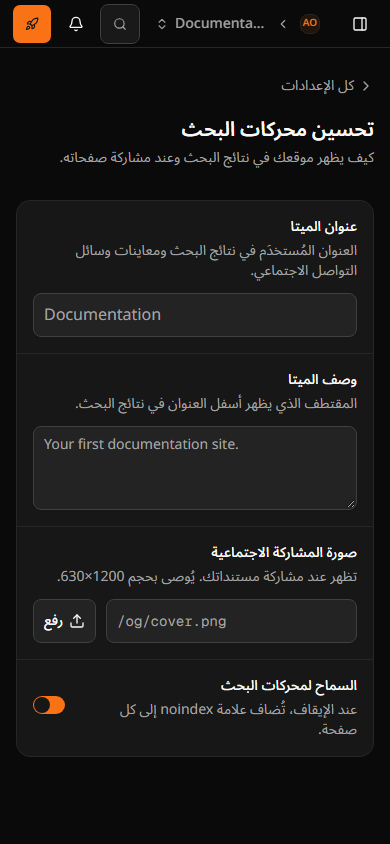 AO
Documenta...
كل الإعدادات
تحسين محركات البحث
كيف يظهر موقعك في نتائج البحث وعند مشاركة صفحاته.
عنوان الميتا
العنوان المُستخدَم في نتائج البحث ومعاينات وسائل
التواصل الاجتماعي.
Documentation
وصف الميتا
المقتطف الذي يظهر أسفل العنوان في نتائج البحث.
Your first documentation site.
صورة المشاركة الاجتماعية
تظهر عند مشاركة مستنداتك. يُوصى بحجم 1200×630.
/og/cover.png
رفع
السماح لمحركات البحث
عند الإيقاف، تُضاف علامة noindex إلى كل
صفحة.